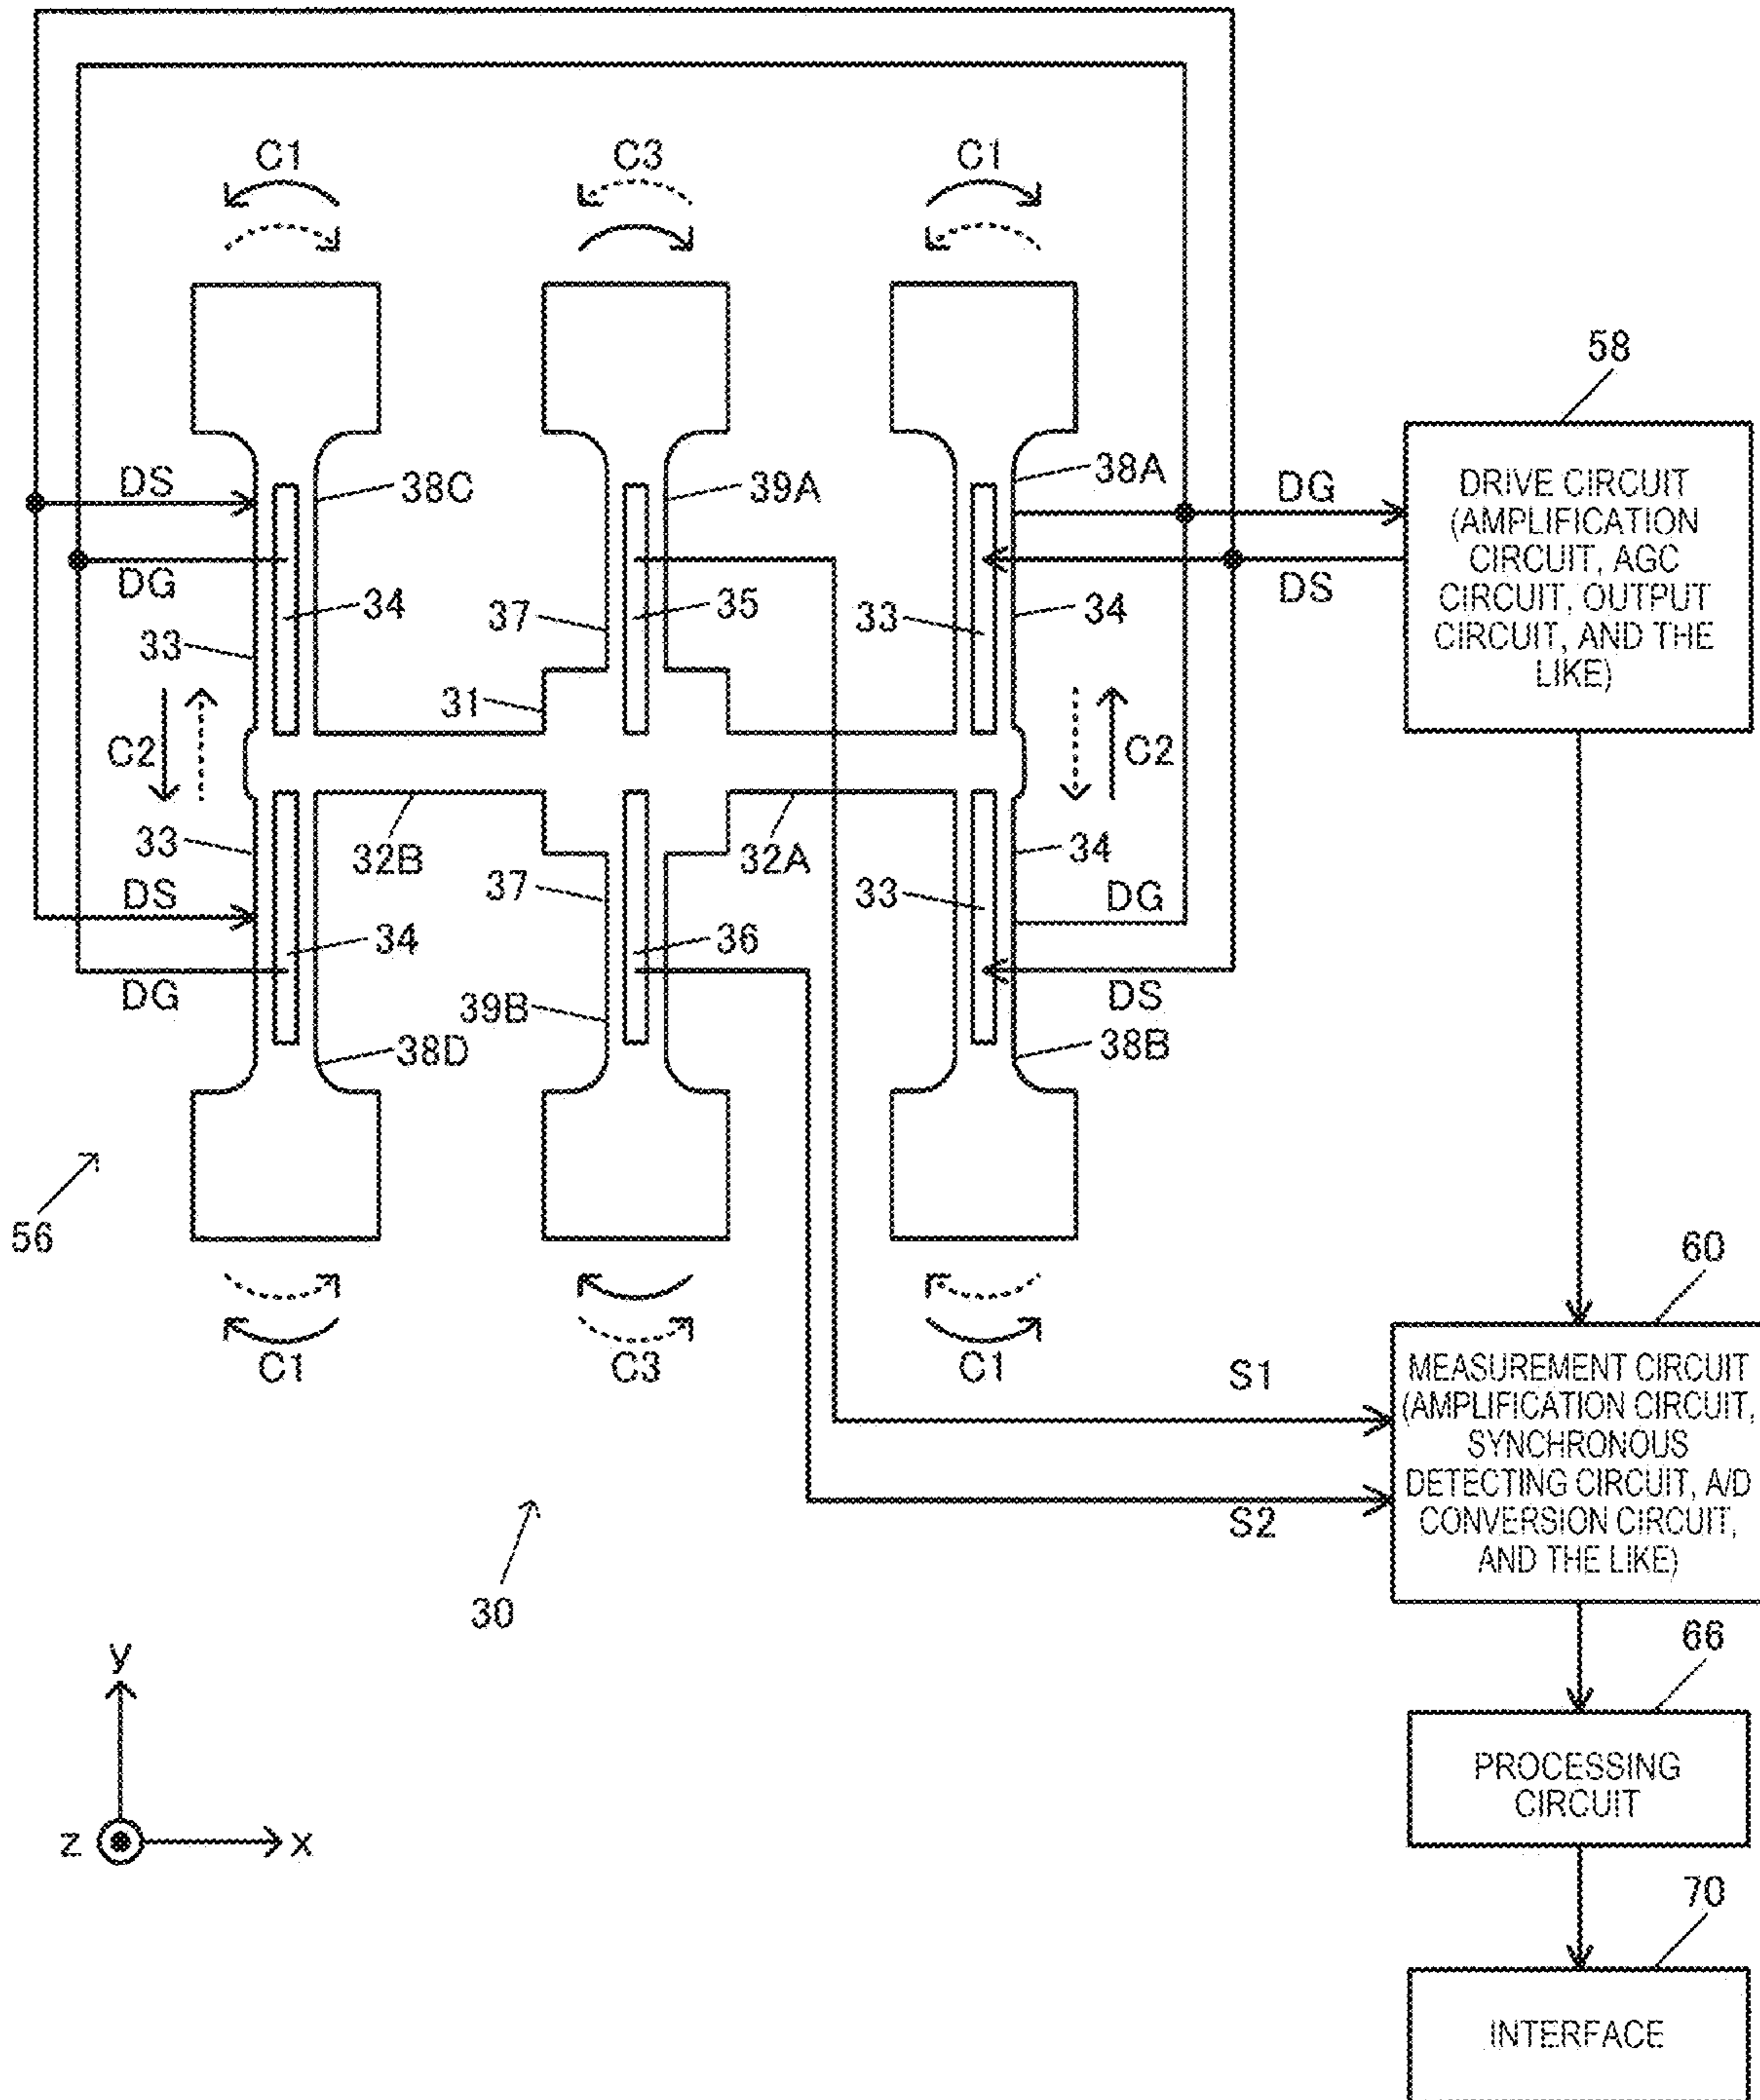 C1
C3
C1
58
DRIVE CIRCUIT
(AMPLIFICATION
CIRCUIT, AGC
CIRCUIT, OUTPUT
CIRCUIT, AND THE
LIKE)
DS
38C
39A
38A
DG
DG
34
37
35
33
34
DS
33
31
C2
C2
33
32B
32A
34
DS
37
33
DG
34
36
DG
39B
DS
38D
38B
56
60
C1
C3
C1
S1
MEASUREMENT CIRCUIT
(AMPLIFICATION CIRCUIT,
SYNCHRONOUS
DETECTING CIRCUIT, A/D
CONVERSION CIRCUIT,
AND THE LIKE)
S2
30
66
y
PROCESSING
CIRCUIT
z
x
70
INTERFACE